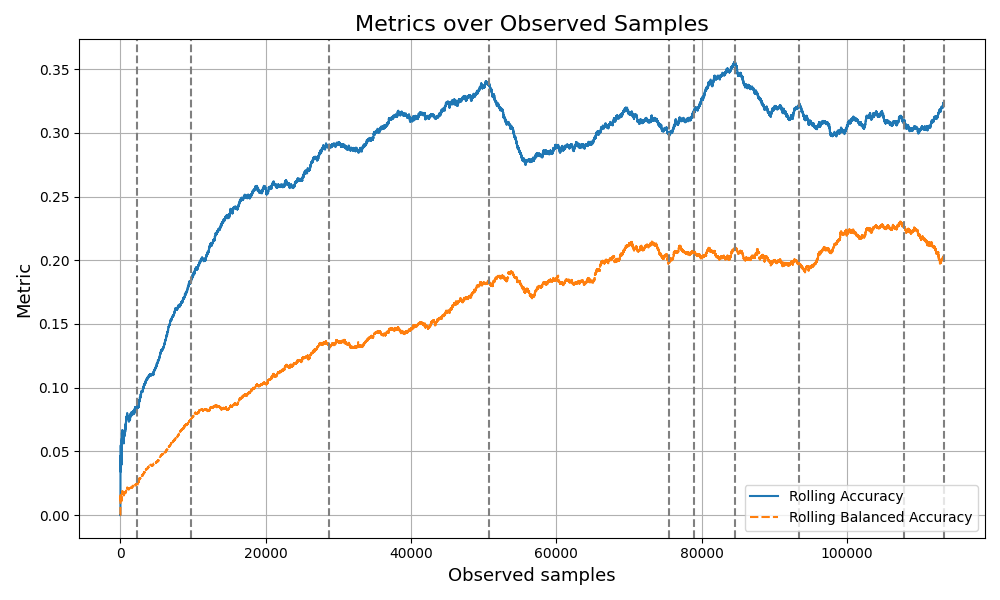 Metrics over Observed Samples
Metric
0.35
0.30
0.25
0.20
0.15
0.10
0.05
0.00
0
20000
40000
60000
80000
100000
Observed samples
Rolling Accuracy
Rolling Balanced Accuracy